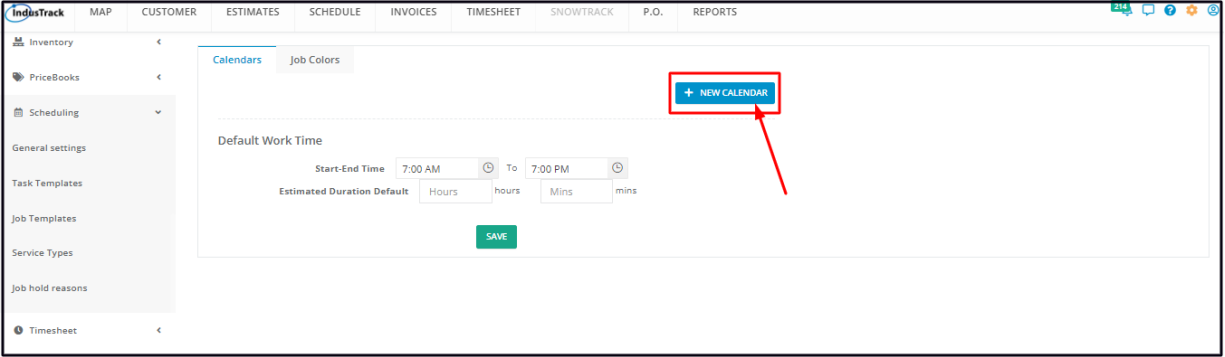 IndusTrack MAP CUSTOMER ESTIMATES SCHEDULE INVOICES TIMESHEET SNOWTRACK P.O. REPORTS 214
Inventory
PriceBooks
Scheduling
General settings
Task Templates
Job Templates
Service Types
Job hold reasons
Timesheet
Calendars Job Colors
+ NEW CALENDAR
Default Work Time
Start-End Time 7:00 AM To 7:00 PM
Estimated Duration Default Hours hours Mins mins
SAVE